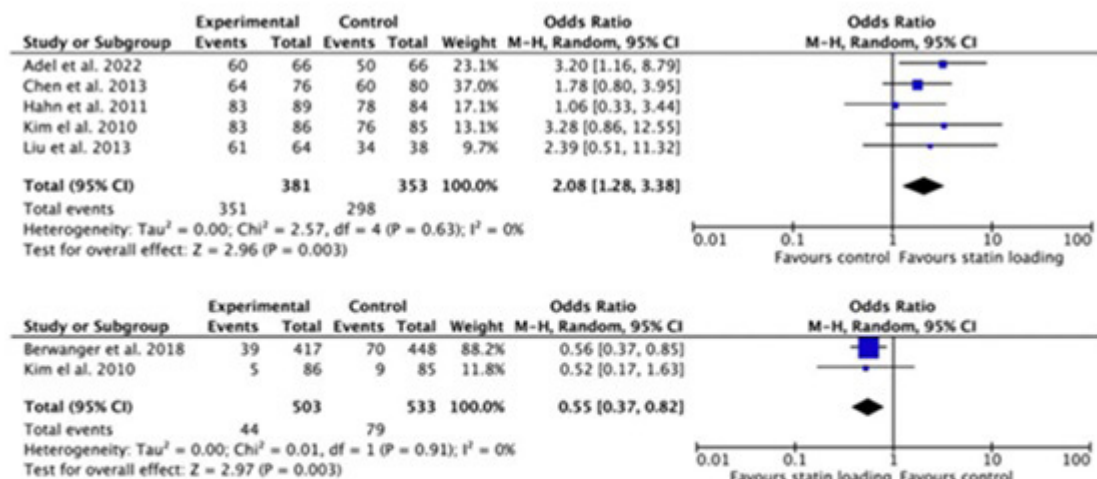 Experimental Control Odds Ratio Odds Ratio
Study or Subgroup Events Total Events Total Weight M-H, Random, 95% CI M-H, Random, 95% CI
Adel et al. 2022 60 66 50 66 23.1% 3.20 [1.16, 8.79]
Chen et al. 2013 64 76 60 80 37.0% 1.78 [0.80, 3.95]
Hahn et al. 2011 83 89 78 84 17.1% 1.06 [0.33, 3.44]
Kim el al. 2010 83 86 76 85 13.1% 3.28 [0.86, 12.55]
Liu et al. 2013 61 64 34 38 9.7% 2.39 [0.51, 11.32]
Total (95% CI) 381 353 100.0% 2.08 [1.28, 3.38]
Total events 351 298
Heterogeneity: Tau² = 0.00; Chi² = 2.57, df = 4 (P = 0.63); I² = 0%
Test for overall effect: Z = 2.96 (P = 0.003)
0.01 0.1 1 10 100
Favours control Favours statin loading
Experimental Control Odds Ratio Odds Ratio
Study or Subgroup Events Total Events Total Weight M-H, Random, 95% CI M-H, Random, 95% CI
Berwanger et al. 2018 39 417 70 448 88.2% 0.56 [0.37, 0.85]
Kim el al. 2010 5 86 9 85 11.8% 0.52 [0.17, 1.63]
Total (95% CI) 503 533 100.0% 0.55 [0.37, 0.82]
Total events 44 79
Heterogeneity: Tau² = 0.00; Chi² = 0.01, df = 1 (P = 0.91); I² = 0%
Test for overall effect: Z = 2.97 (P = 0.003)
0.01 0.1 1 10 100
Favours statin loading Favours control